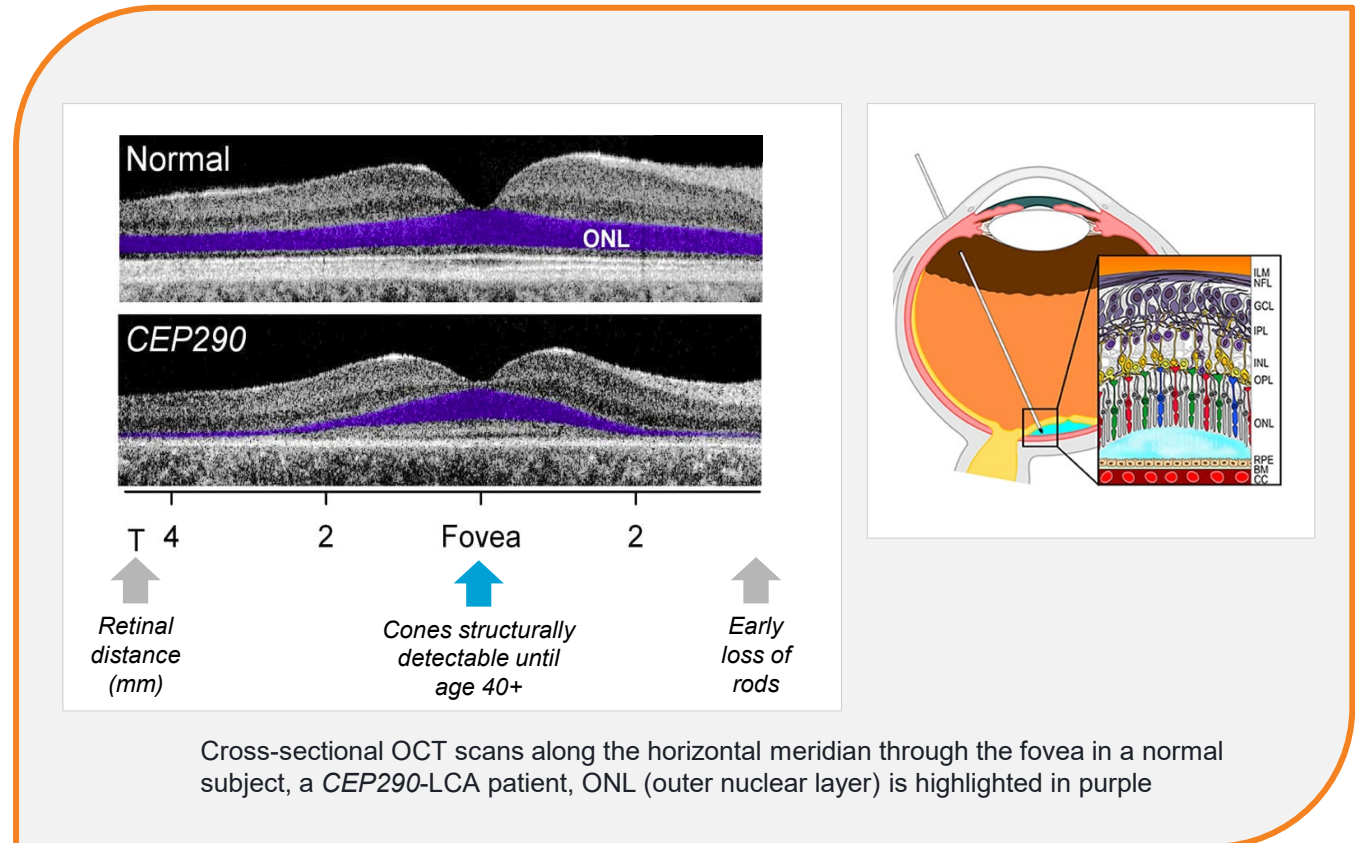 Normal
ONL
CEP290
T 4 2 Fovea 2
Retinal
distance
(mm)
Cones structurally
detectable until
age 40+
Early
loss of
rods
ILM
NFL
GCL
IPL
INL
OPL
ONL
RPE
BM
CC
Cross-sectional OCT scans along the horizontal meridian through the fovea in a normal
subject, a CEP290-LCA patient, ONL (outer nuclear layer) is highlighted in purple